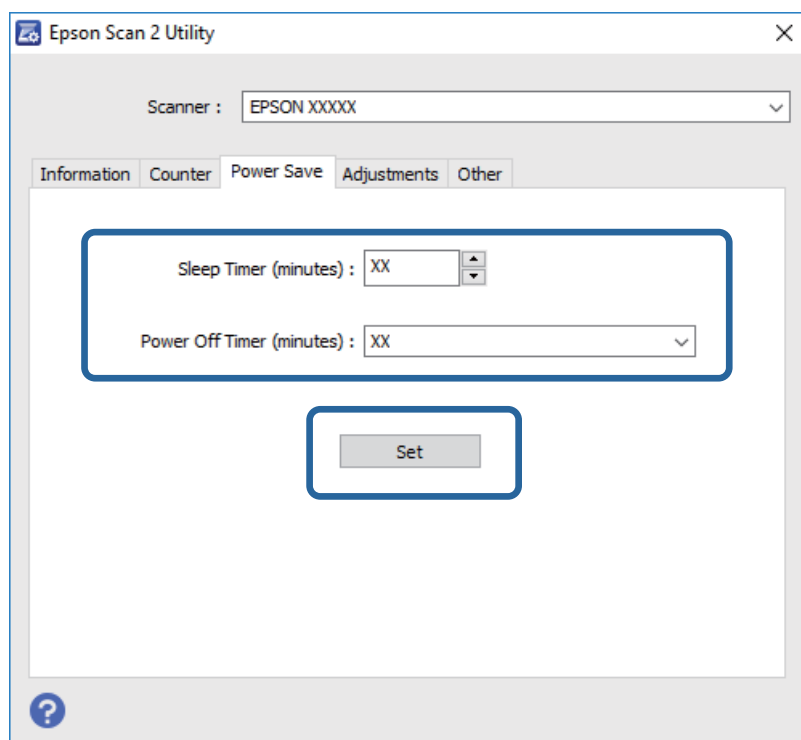 Epson Scan 2 Utility
Scanner : EPSON XXXXX
Information Counter Power Save Adjustments Other
Sleep Timer (minutes) : XX
Power Off Timer (minutes) : XX
Set
?